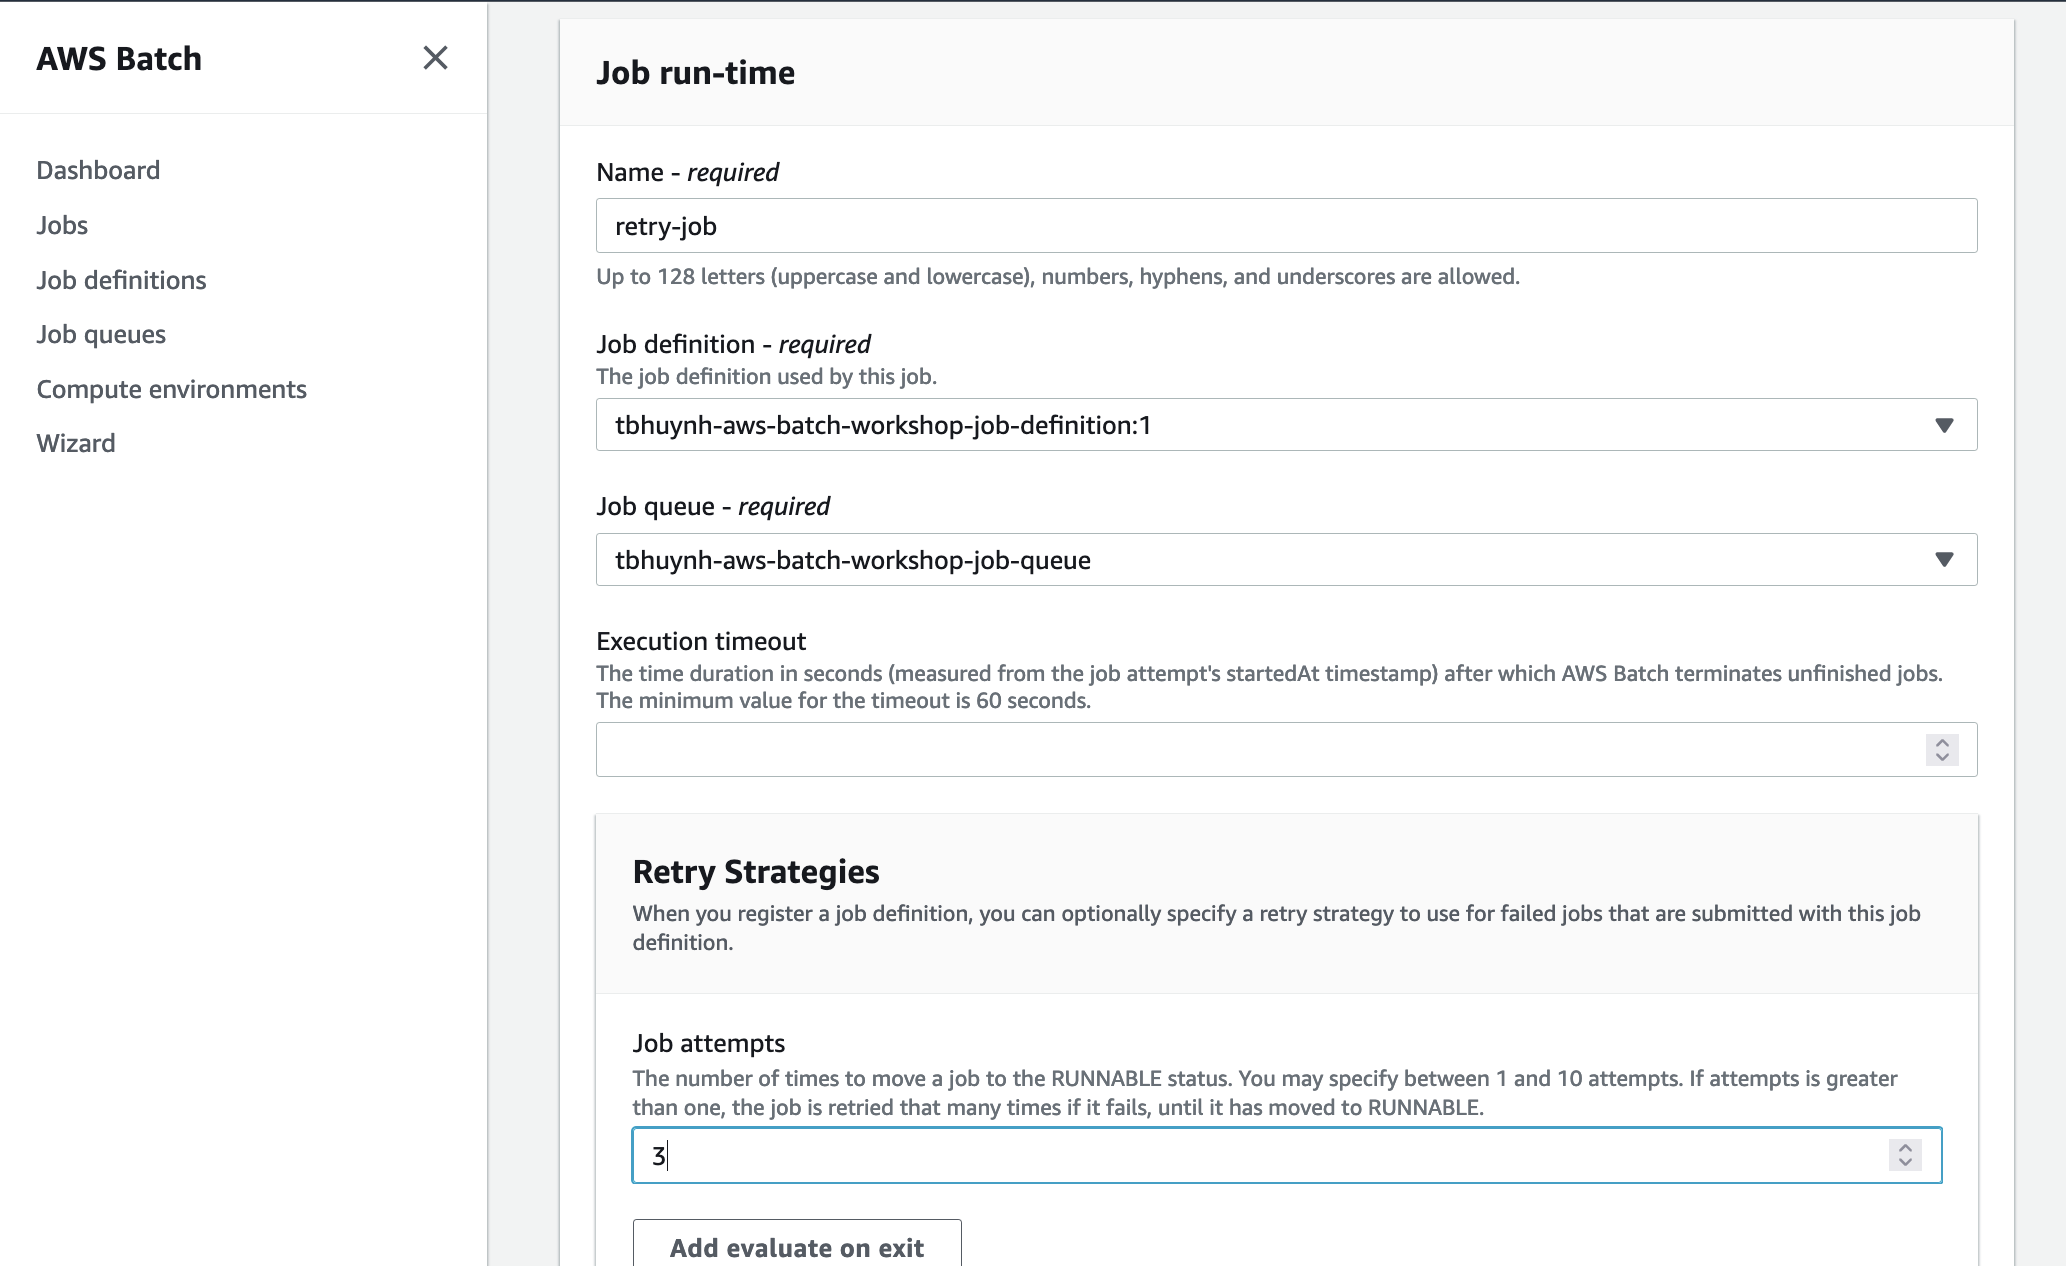 AWS Batch
Dashboard
Jobs
Job definitions
Job queues
Compute environments
Wizard
Job run-time
Name - required
retry-job
Up to 128 letters (uppercase and lowercase), numbers, hyphens, and underscores are allowed.
Job definition - required
The job definition used by this job.
tbhuynh-aws-batch-workshop-job-definition:1
Job queue - required
tbhuynh-aws-batch-workshop-job-queue
Execution timeout
The time duration in seconds (measured from the job attempt's startedAt timestamp) after which AWS Batch terminates unfinished jobs.
The minimum value for the timeout is 60 seconds.
Retry Strategies
When you register a job definition, you can optionally specify a retry strategy to use for failed jobs that are submitted with this job
definition.
Job attempts
The number of times to move a job to the RUNNABLE status. You may specify between 1 and 10 attempts. If attempts is greater
than one, the job is retried that many times if it fails, until it has moved to RUNNABLE.
3
Add evaluate on exit